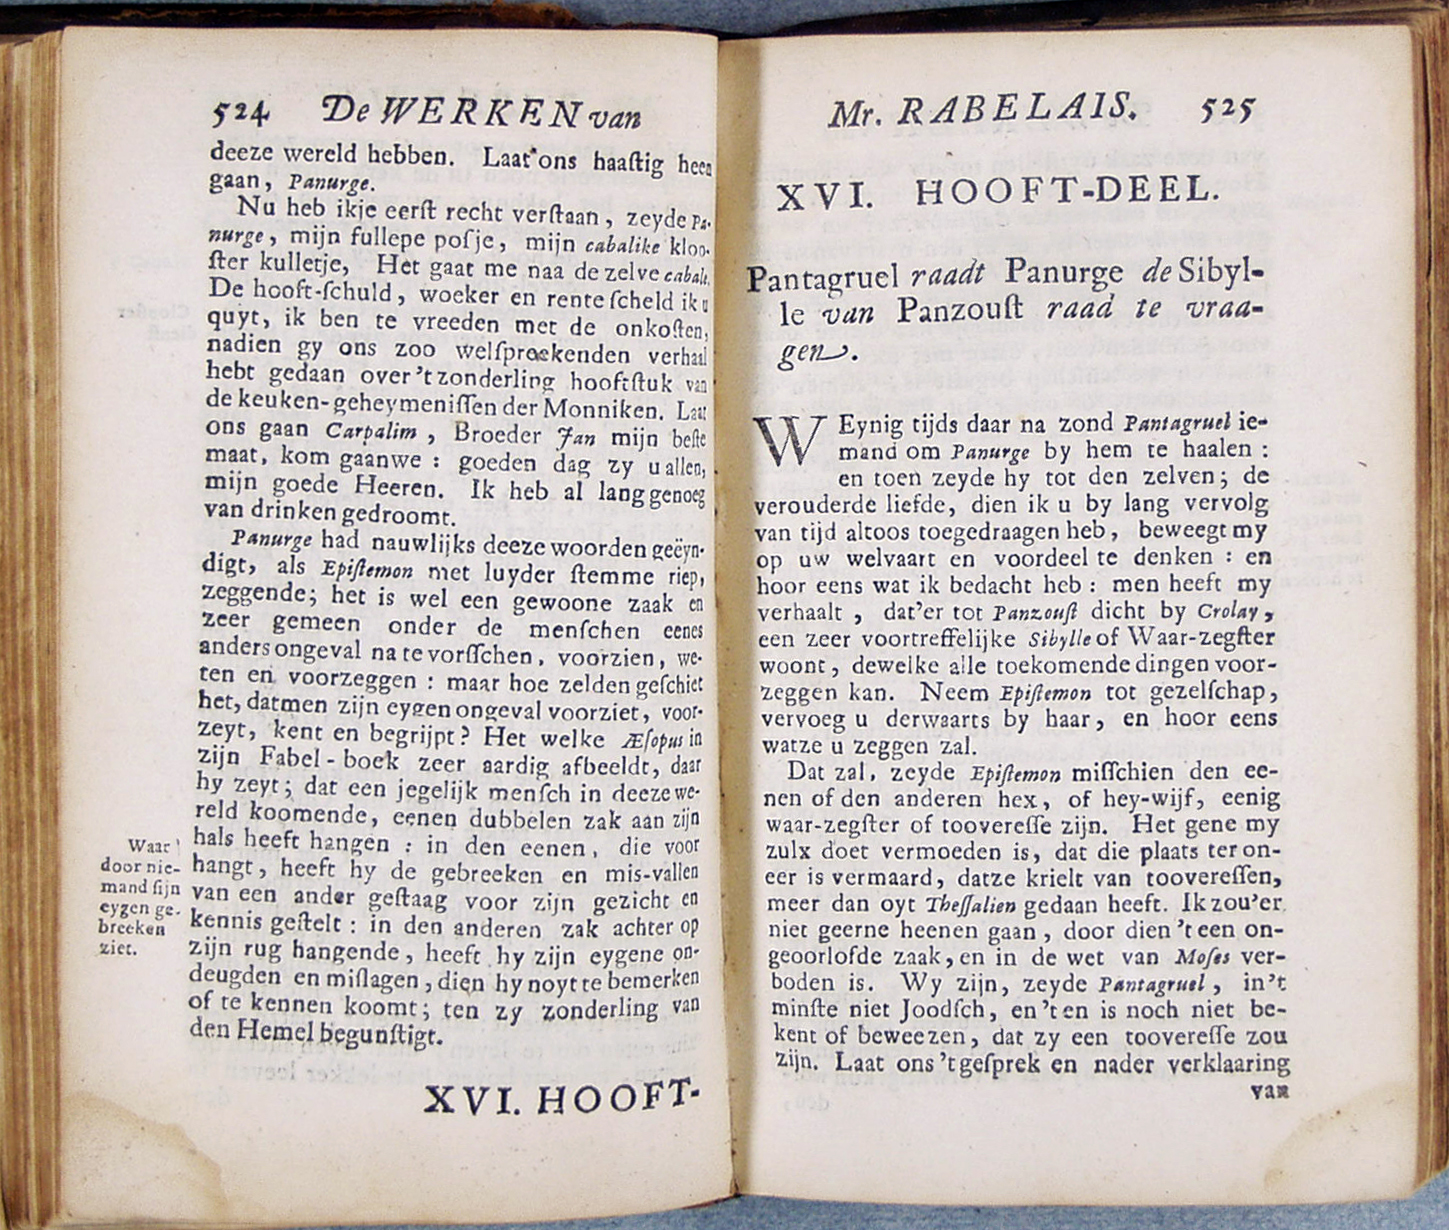 524 De WERKEN van
deeze wereld hebben. Laat ons haaſtig heen
gaan, Panurge.
Nu heb ikje eerſt recht verſtaan, zeyde Pa-
nurge, mijn fullepe poſje, mijn cabalike kloo-
ſter kulletje, Het gaat me naa de zelve cabale,
De hooft-ſchuld, woeker en rente ſcheld ik u
quyt, ik ben te vreeden met de onkoſten,
nadien gy ons zoo welſpreekenden verhaal
hebt gedaan over 't zonderling hooftſtuk van
de keuken-geheymeniſſen der Monniken. Laat
ons gaan Carpalim, Broeder Jan mijn beſte
maat, kom gaanwe: goeden dag zy u allen,
mijn goede Heeren. Ik heb al lang genoeg
van drinken gedroomt.
Panurge had nauwlijks deeze woorden geëyn-
digt, als Epiſtemon met luyder ſtemme riep,
zeggende; het is wel een gewoone zaak en
zeer gemeen onder de menſchen eenes
anders ongeval na te vorſſchen, voorzien, we-
ten en voorzeggen: maar hoe zelden geſchiet
het, datmen zijn eygen ongeval voorziet, voor-
zeyt, kent en begrijpt? Het welke Æſopus in
zijn Fabel-boek zeer aardig afbeeldt, daar
hy zeyt; dat een jegelijk menſch in deeze we-
reld koomende, eenen dubbelen zak aan zijn
hals heeft hangen: in den eenen, die voor
hangt, heeft hy de gebreeken en mis-vallen
van een ander geſtaag voor zijn gezicht en
kennis geſtelt: in den anderen zak achter op
zijn rug hangende, heeft hy zijn eygene on-
deugden en miſlagen, dien hy noyt te bemerken
of te kennen koomt; ten zy zonderling van
den Hemel begunſtigt.
Waar
door nie-
mand ſijn
eygen ge-
breeken
ziet.
XVI. HOOFT-
Mr. RABELAIS. 525
XVI. HOOFT-DEEL.
Pantagruel raadt Panurge de Sibyl-
le van Panzouſt raad te vraa-
gen.
WEynig tijds daar na zond Pantagruel ie-
mand om Panurge by hem te haalen:
en toen zeyde hy tot den zelven; de
verouderde liefde, dien ik u by lang vervolg
van tijd altoos toegedraagen heb, beweegt my
op uw welvaart en voordeel te denken: en
hoor eens wat ik bedacht heb: men heeft my
verhaalt, dat'er tot Panzouſt dicht by Crolay,
een zeer voortreffelijke Sibylle of Waar-zegſter
woont, dewelke alle toekomende dingen voor-
zeggen kan. Neem Epiſtemon tot gezelſchap,
vervoeg u derwaarts by haar, en hoor eens
watze u zeggen zal.
Dat zal, zeyde Epiſtemon miſſchien den ee-
nen of den anderen hex, of hey-wijf, eenig
waar-zegſter of tovereſſe zijn. Het gene my
zulx doet vermoeden is, dat die plaats ter on-
eer is vermaard, datze krielt van toovereſſen,
meer dan oyt Theſſalien gedaan heeft. Ik zou'er
niet geerne heenen gaan, door dien 't een on-
geoorlofde zaak, en in de wet van Moſes ver-
boden is. Wy zijn, zeyde Pantagruel, in't
minſte niet Joodſch, en 't en is noch niet be-
kent of beweezen, dat zy een toovereſſe zou
zijn. Laat ons 't geſprek en nader verklaaring
van